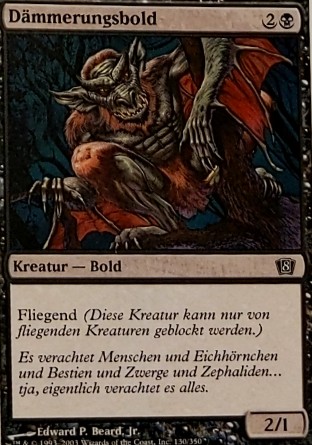 Dämmerungsbold 2
Kreatur — Bold 8
Fliegend (Diese Kreatur kann nur von
fliegenden Kreaturen geblockt werden.)
Es verachtet Menschen und Eichhörnchen
und Bestien und Zwerge und Zephaliden…
tja, eigentlich verachtet es alles.
Edward P. Beard, Jr.
™ & © 1993–2003 Wizards of the Coast, Inc. 130/350
2/1